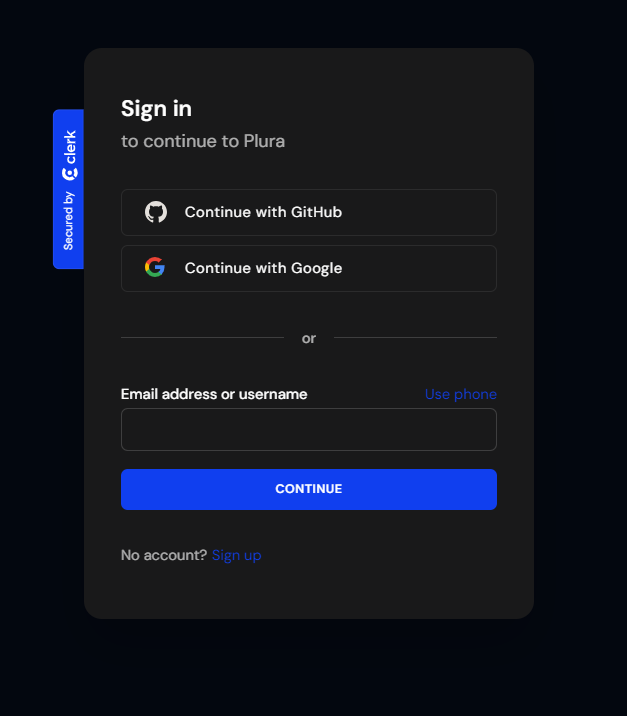 Sign in
to continue to Plura
Secured by clerk
Continue with GitHub
Continue with Google
or
Email address or username
Use phone
CONTINUE
No account? Sign up